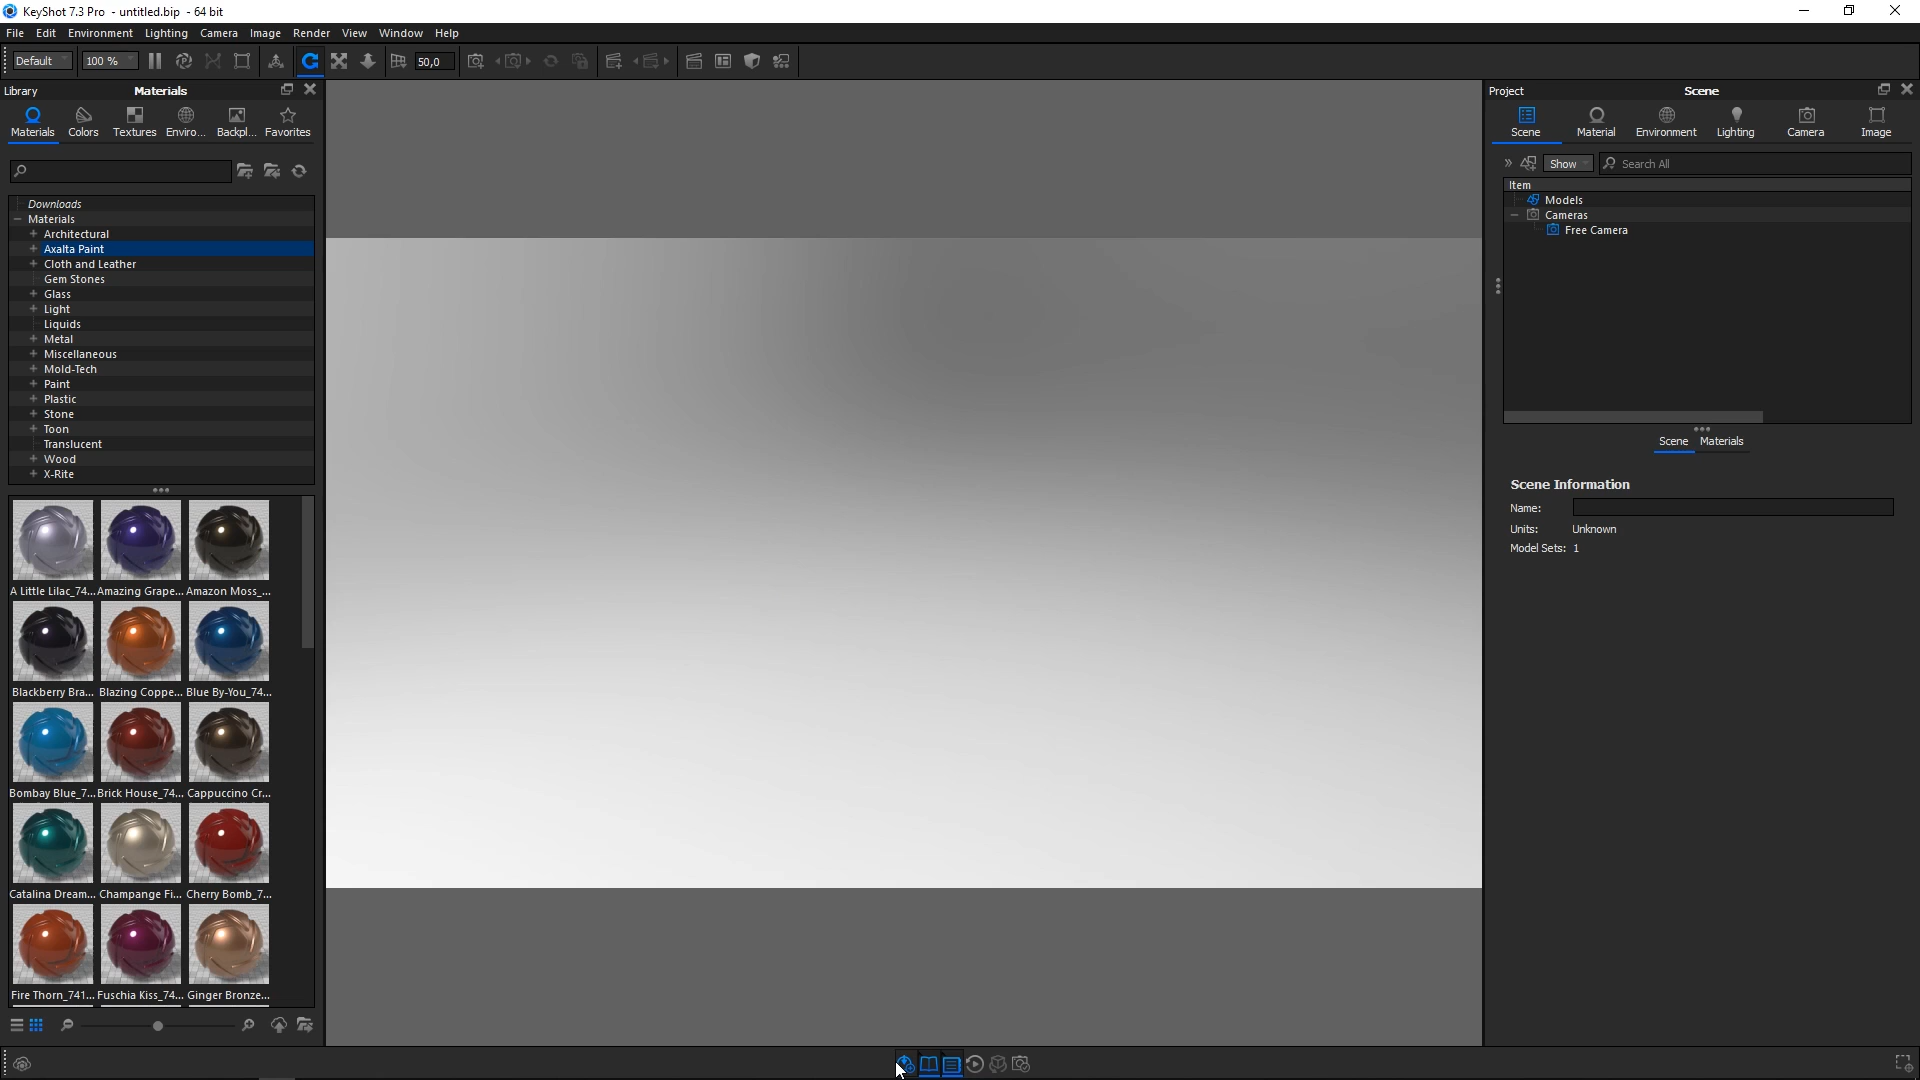 KeyShot 7.3 Pro - untitled.bip - 64 bit
File Edit Environment Lighting Camera Image Render View Window Help
Default 100 % 50,0
Library Materials
Materials Colors Textures Enviro... Backpl... Favorites
Downloads
Materials
Architectural
Axalta Paint
Cloth and Leather
Gem Stones
Glass
Light
Liquids
Metal
Miscellaneous
Mold-Tech
Paint
Plastic
Stone
Toon
Translucent
Wood
X-Rite
A Little Lilac_74... Amazing Grape... Amazon Moss_...
Blackberry Bra... Blazing Coppe... Blue By-You_74...
Bombay Blue_7... Brick House_74... Cappuccino Cr...
Catalina Dream... Champange Fi... Cherry Bomb_7...
Fire Thorn_741... Fuschia Kiss_74... Ginger Bronze...
Project Scene
Scene Material Environment Lighting Camera Image
Show Search All
Item
Models
Cameras
Free Camera
Scene Materials
Scene Information
Name:
Units: Unknown
Model Sets: 1